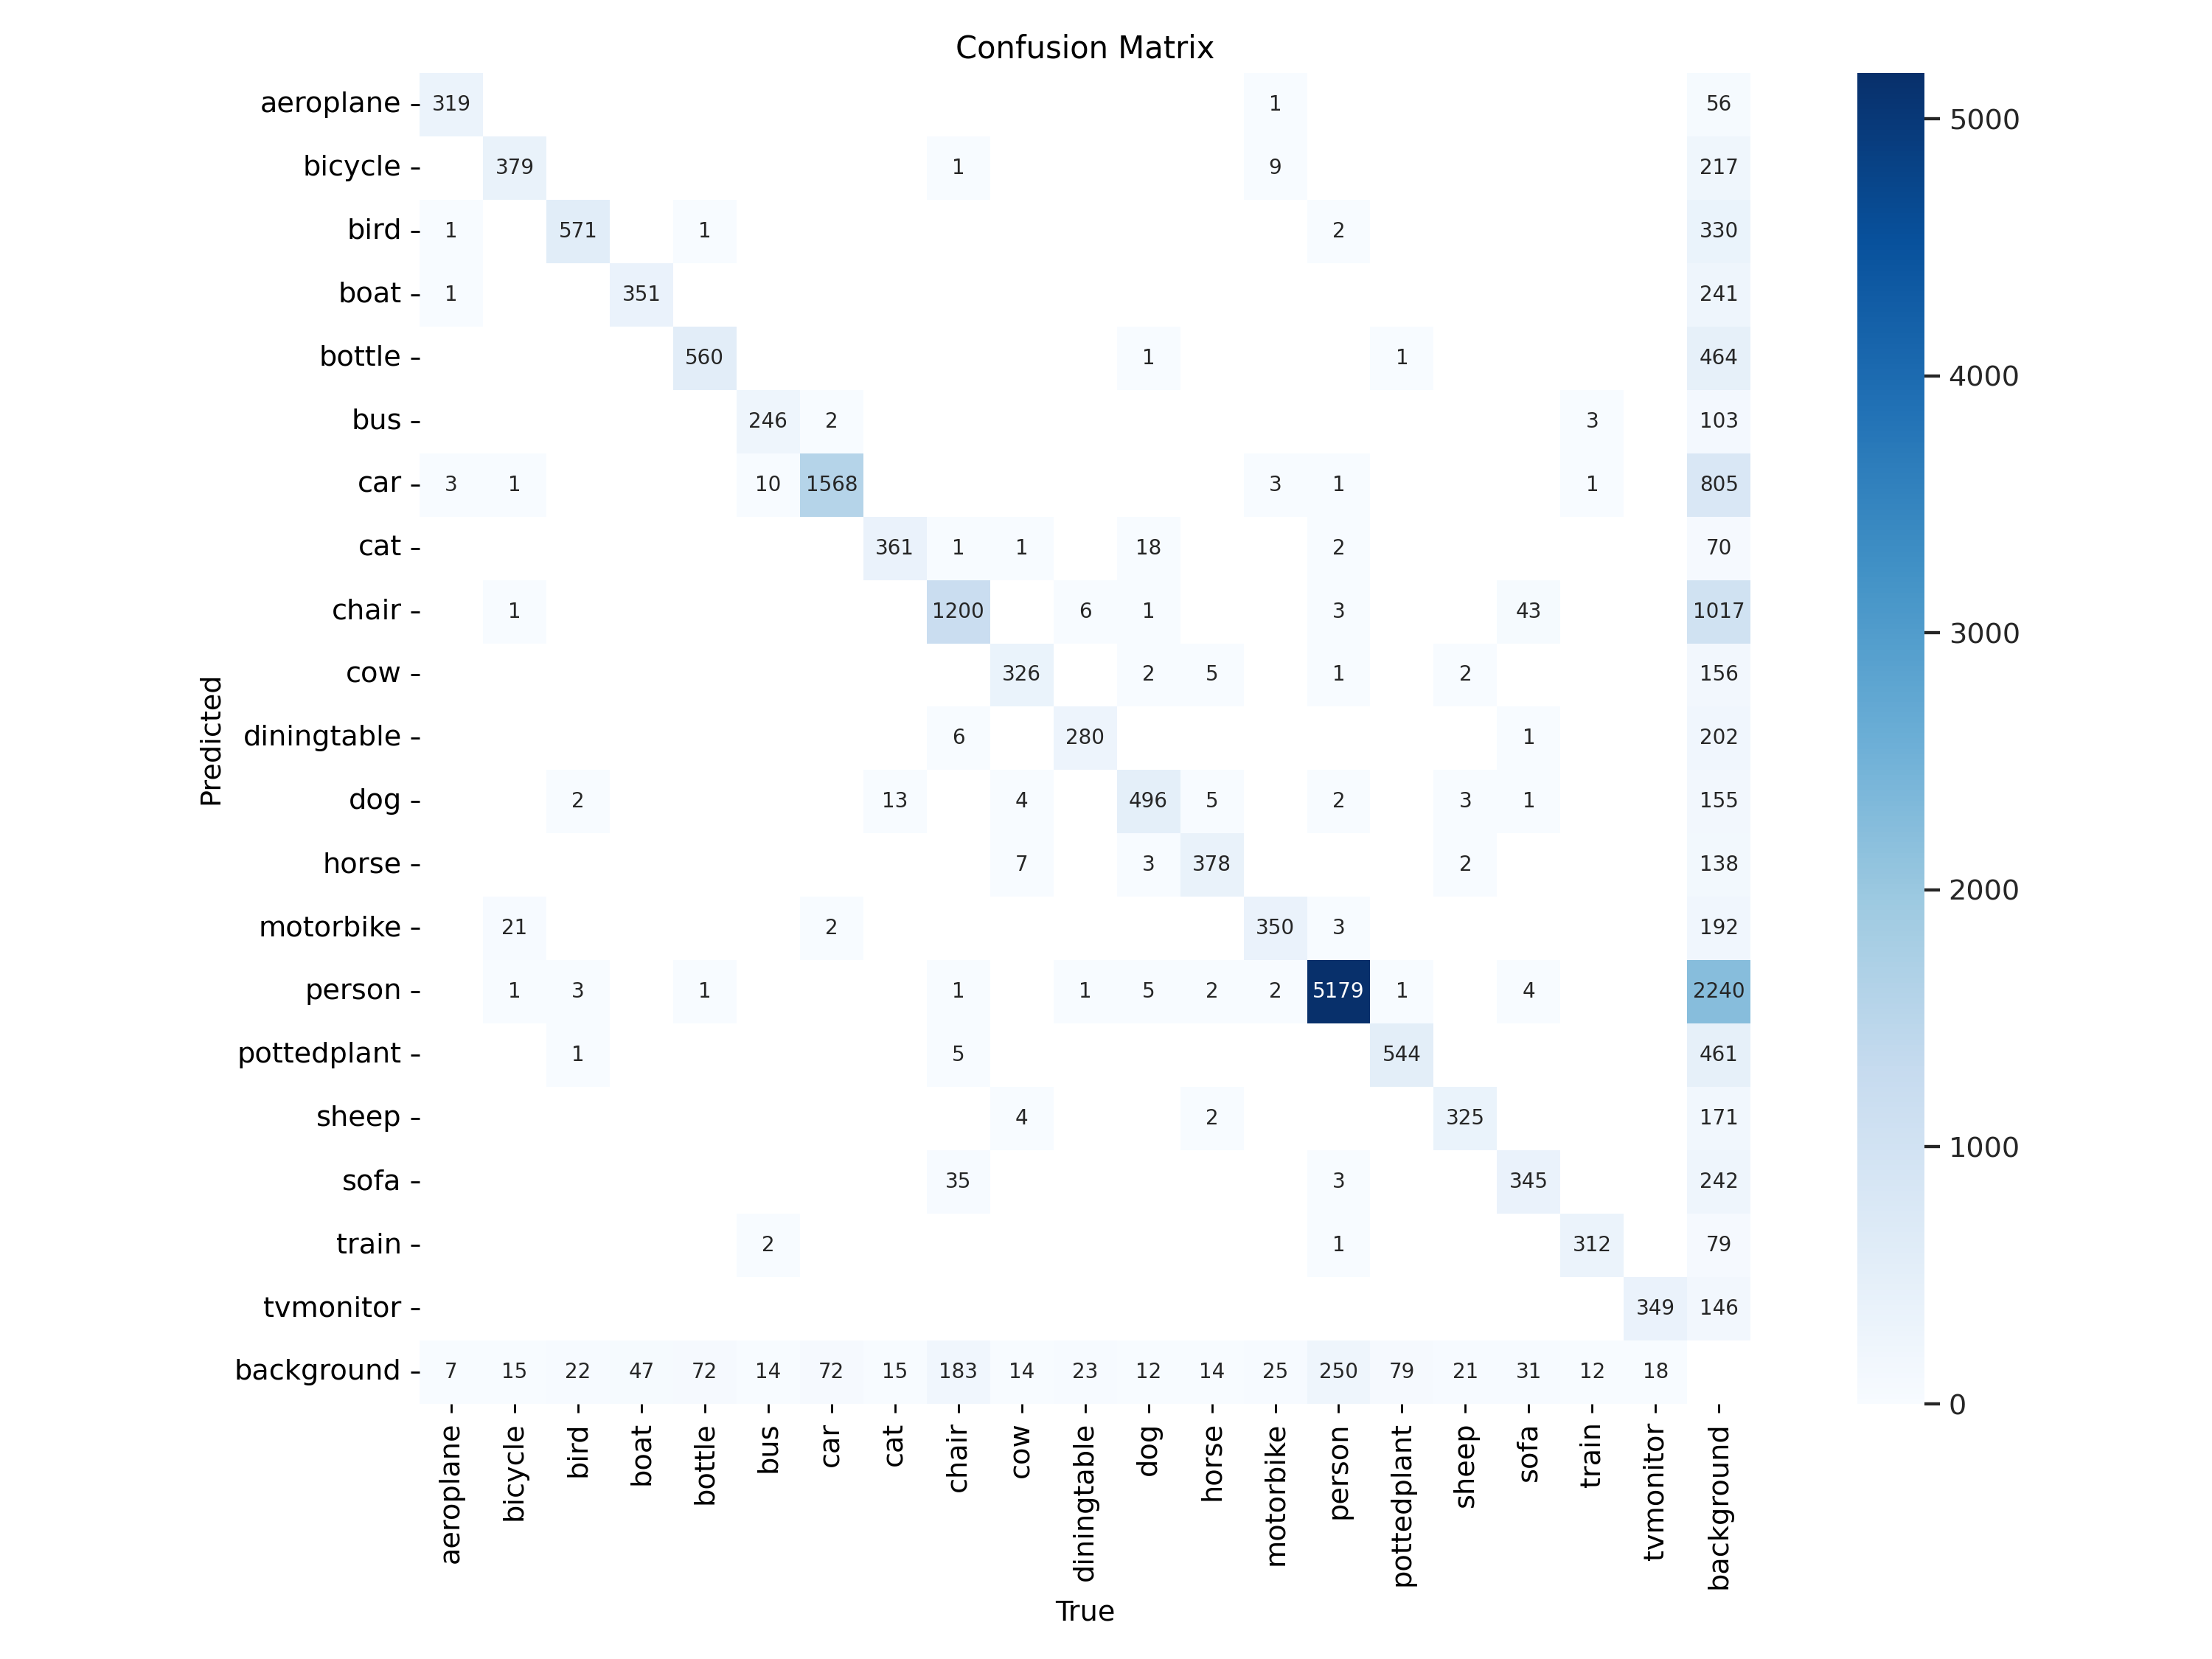 Confusion Matrix
aeroplane 319 1 56
bicycle 379 1 9 217
bird 1 571 1 2 330
boat 1 351 241
bottle 560 1 1 464
bus 246 2 3 103
car 3 1 10 1568 3 1 1 805
cat 361 1 1 18 2 70
chair 1 1200 6 1 3 43 1017
cow 326 2 5 1 2 156
diningtable 6 280 1 202
dog 2 13 4 496 5 2 3 1 155
horse 7 3 378 2 138
motorbike 21 2 350 3 192
person 1 3 1 1 1 5 2 2 5179 1 4 2240
pottedplant 1 5 544 461
sheep 4 2 325 171
sofa 35 3 345 242
train 2 1 312 79
tvmonitor 349 146
background 7 15 22 47 72 14 72 15 183 14 23 12 14 25 250 79 21 31 12 18
Predicted
aeroplane bicycle bird boat bottle bus car cat chair cow diningtable dog horse motorbike person pottedplant sheep sofa train tvmonitor background
True
5000
4000
3000
2000
1000
0